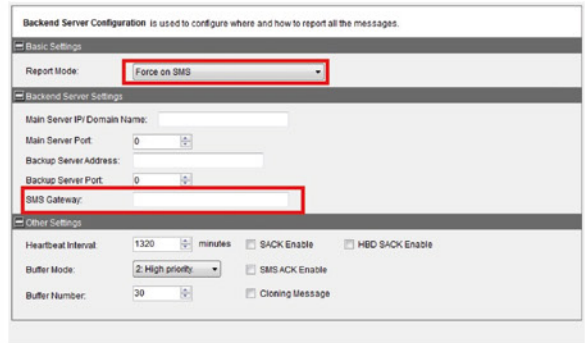 Backend Server Configuration is used to configure where and how to report all the messages.
Basic Settings
Report Mode: Force on SMS
Backend Server Settings
Main Server IP/ Domain Name:
Main Server Port: 0
Backup Server Address:
Backup Server Port: 0
SMS Gateway:
Other Settings
Heartbeat Interval: 1320 minutes SACK Enable HBD SACK Enable
Buffer Mode: 2: High priority SMS ACK Enable
Buffer Number: 30 Cloning Message